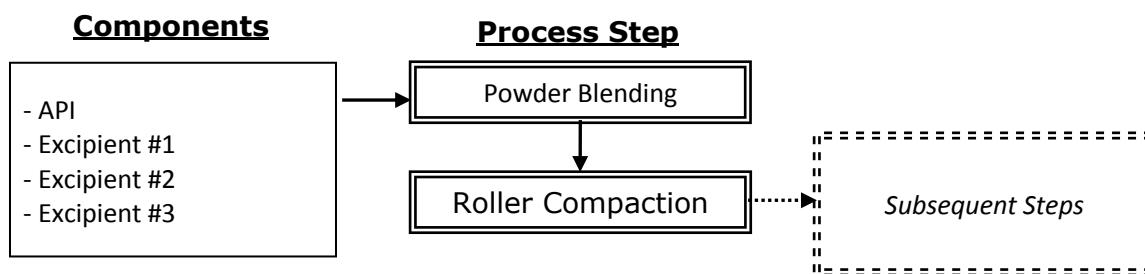 Components
Process Step
- API
- Excipient #1
- Excipient #2
- Excipient #3
Powder Blending
Roller Compaction
Subsequent Steps